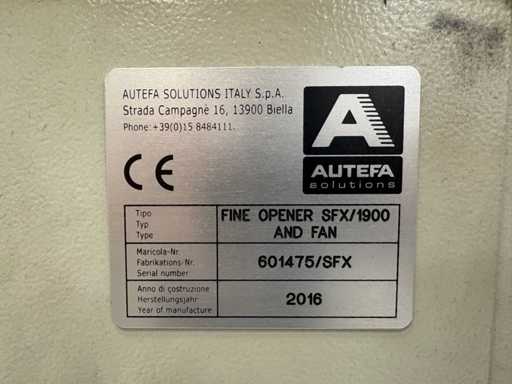 AUTEFA SOLUTIONS ITALY S.p.A.
Strada Campagnè 16, 13900 Biella
Phone: +39(0)15 8484111.
A
AUTEFA
solutions
CE
Tipo
Typ
Type
FINE OPENER SFX/1900
AND FAN
Maricola-Nr.
Fabrikations-Nr.
Serial number
601475/SFX
Anno di çostruzione
Herstellungsjahr
Year of manufacture
2016